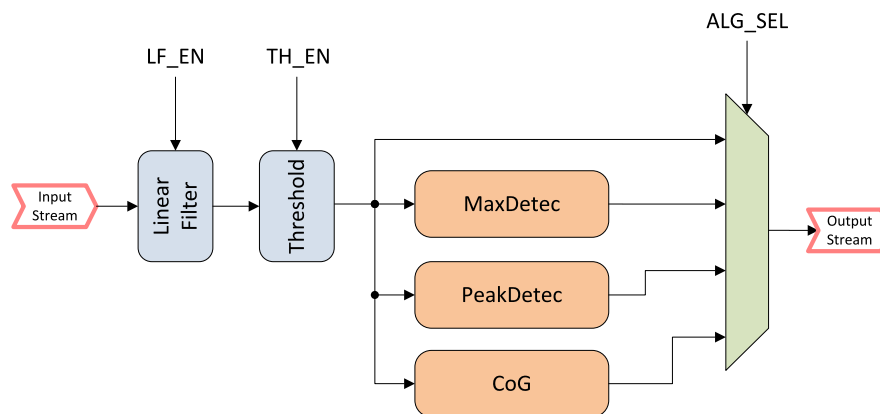 ALG_SEL
LF_EN
TH_EN
Input
Stream
Linear
Filter
Threshold
MaxDetec
PeakDetec
CoG
Output
Stream